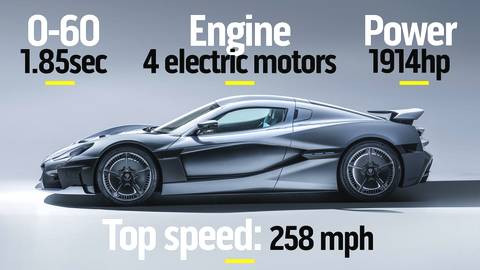 0-60
1.85sec
Engine
4 electric motors
Power
1914hp
Top speed: 258 mph